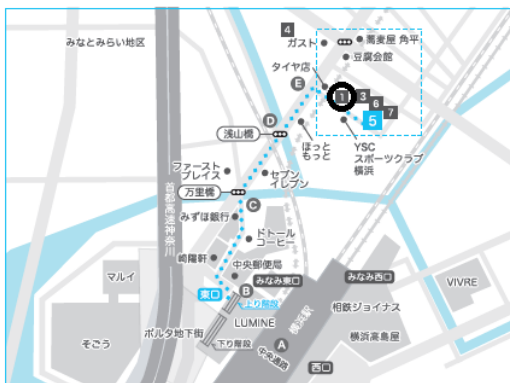 みなとみらい地区
4
ガスト
蕎麦屋 角平
豆腐会館
タイヤ店
E
1
3
6
7
5
D
浅山橋
ほっと
もっと
YSC
スポーツクラブ
横浜
ファースト
プレイス
セブン
イレブン
万里橋
C
みずほ銀行
ドトール
コーヒー
崎陽軒
中央郵便局
みなみ東口
みなみ西口
マルイ
東口
B
上り階段
横浜駅
VIVRE
相鉄ジョイナス
ポルタ地下街
LUMINE
横浜高島屋
そごう
下り階段
A
中央通路
西口